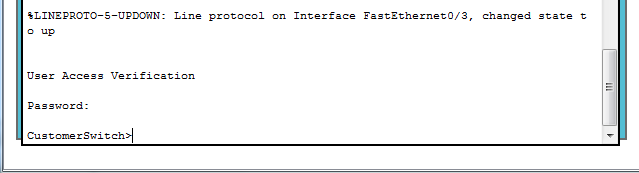 %LINEPROTO-5-UPDOWN: Line protocol on Interface FastEthernet0/3, changed state t
o up
User Access Verification
Password:
CustomerSwitch>